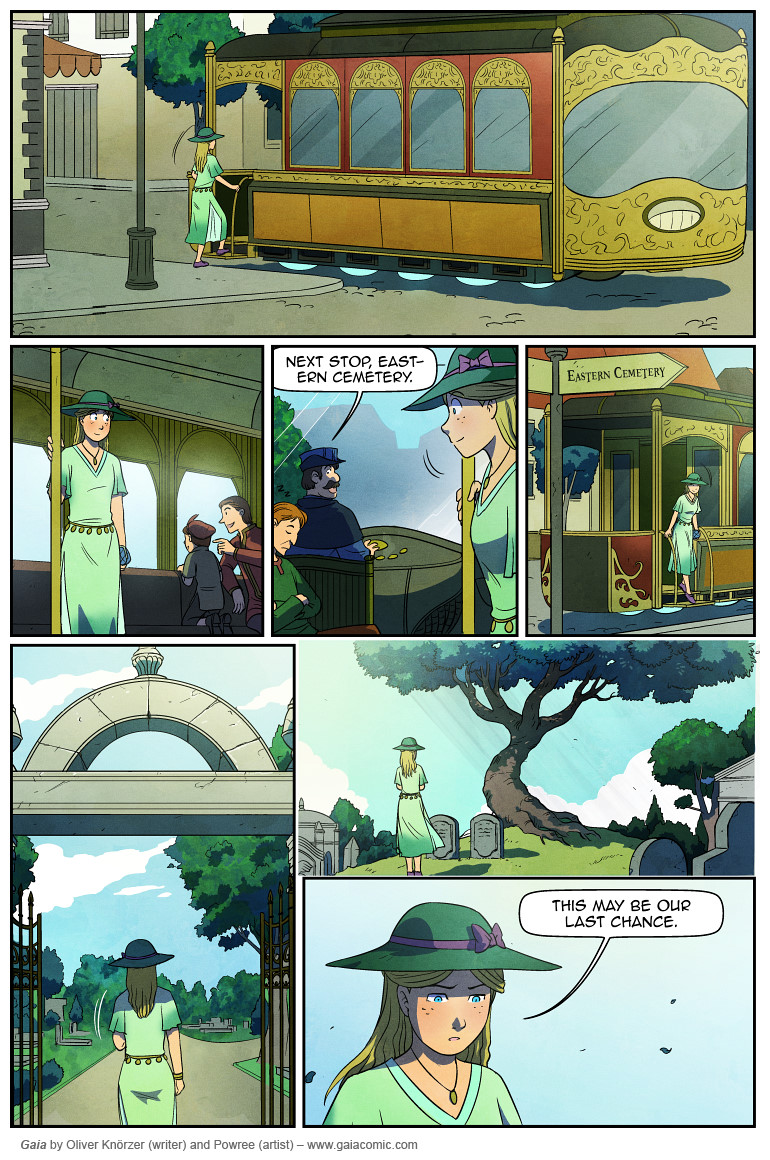 NEXT STOP, EAST-
ERN CEMETERY.
EASTERN CEMETERY
THIS MAY BE OUR
LAST CHANCE.
Gaia by Oliver Knörzer (writer) and Powree (artist) – www.gaiacomic.com